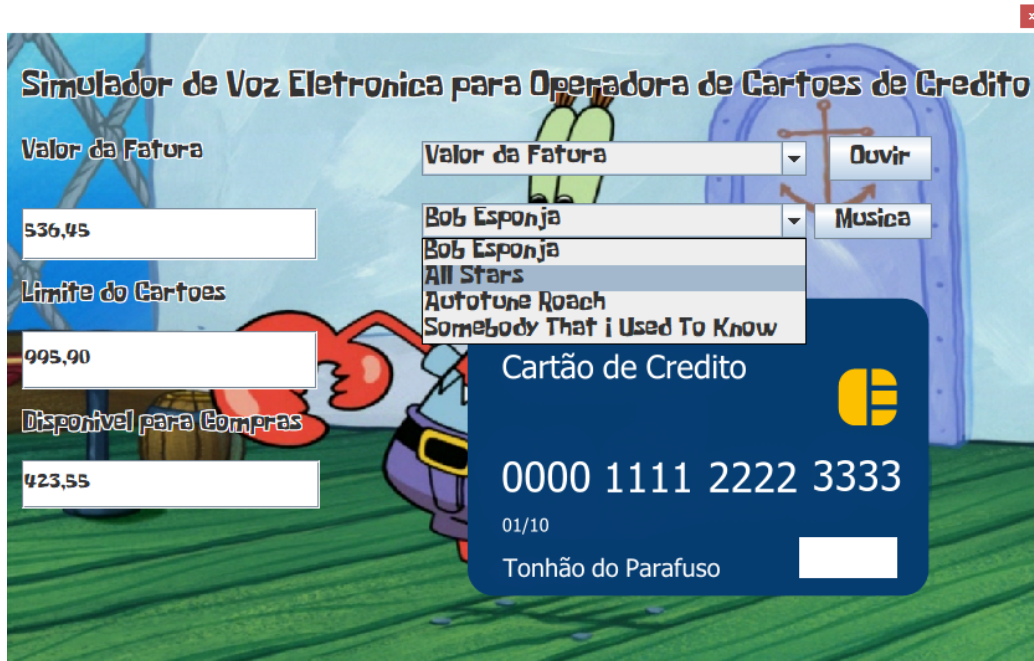 x
Simulador de Voz Eletronica para Operadora de Cartoes de Credito
Valor da Fatura
Valor da Fatura
Ouvir
536,45
Bob Esponja
Musica
Bob Esponja
All Stars
Autotune Roach
Somebody That i Used To Know
Limite do Cartoes
995,90
Disponivel para Compras
423,55
Cartão de Credito
0000 1111 2222 3333
01/10
Tonhão do Parafuso